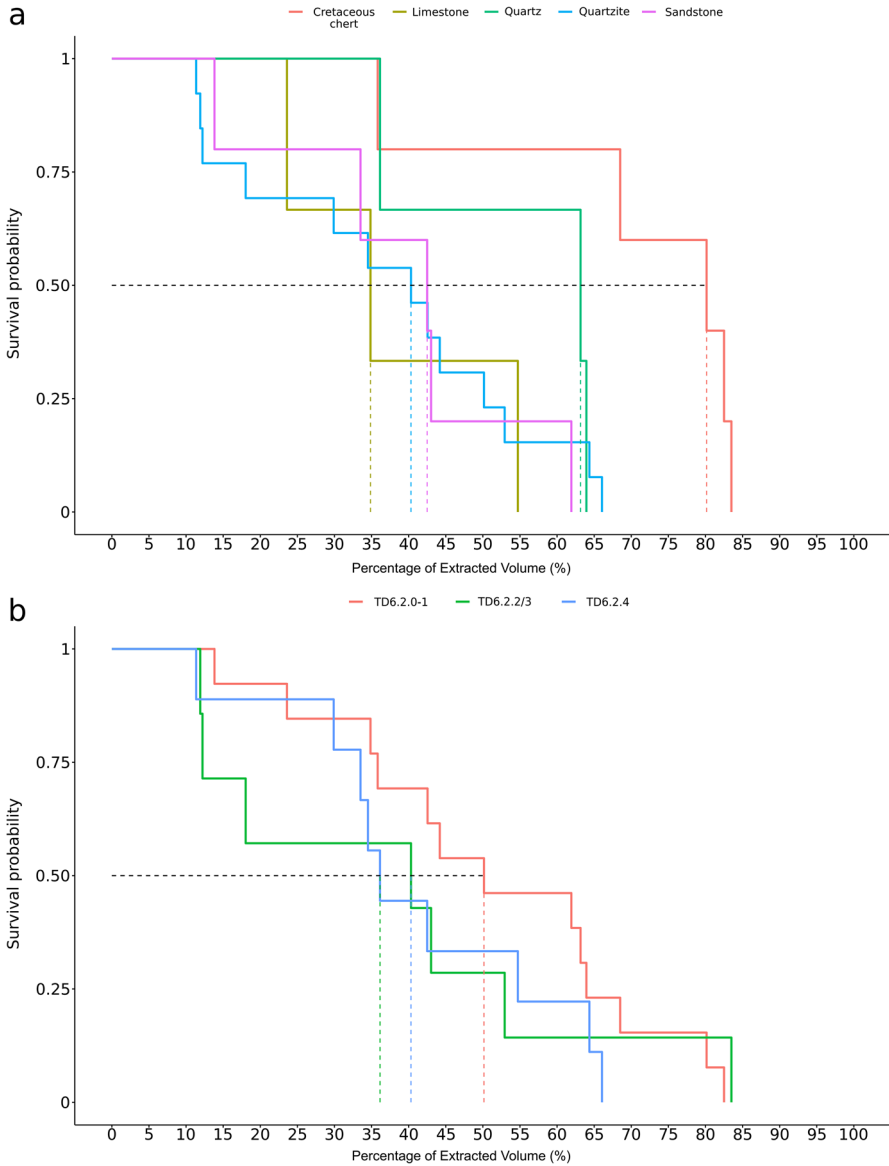 a
Cretaceous chert Limestone Quartz Quartzite Sandstone
1
0.75
0.50
0.25
0
Survival probability
0 5 10 15 20 25 30 35 40 45 50 55 60 65 70 75 80 85 90 95 100
Percentage of Extracted Volume (%)
b
TD6.2.0-1 TD6.2.2/3 TD6.2.4
1
0.75
0.50
0.25
0
Survival probability
0 5 10 15 20 25 30 35 40 45 50 55 60 65 70 75 80 85 90 95 100
Percentage of Extracted Volume (%)